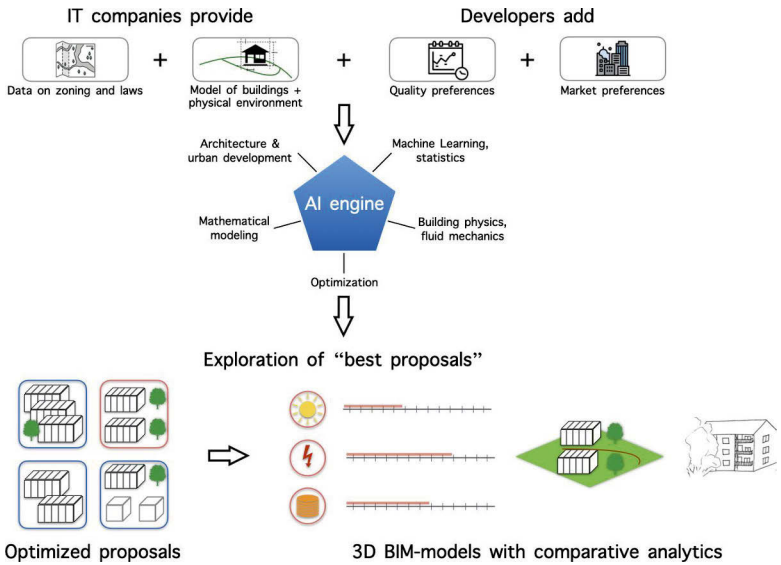 IT companies provide
Developers add
+
+
+
Data on zoning and laws
Model of buildings +
physical environment
Quality preferences
Market preferences
Architecture &
urban development
Machine Learning,
statistics
AI engine
Mathematical
modeling
Building physics,
fluid mechanics
Optimization
Exploration of “best proposals”
Optimized proposals
3D BIM-models with comparative analytics